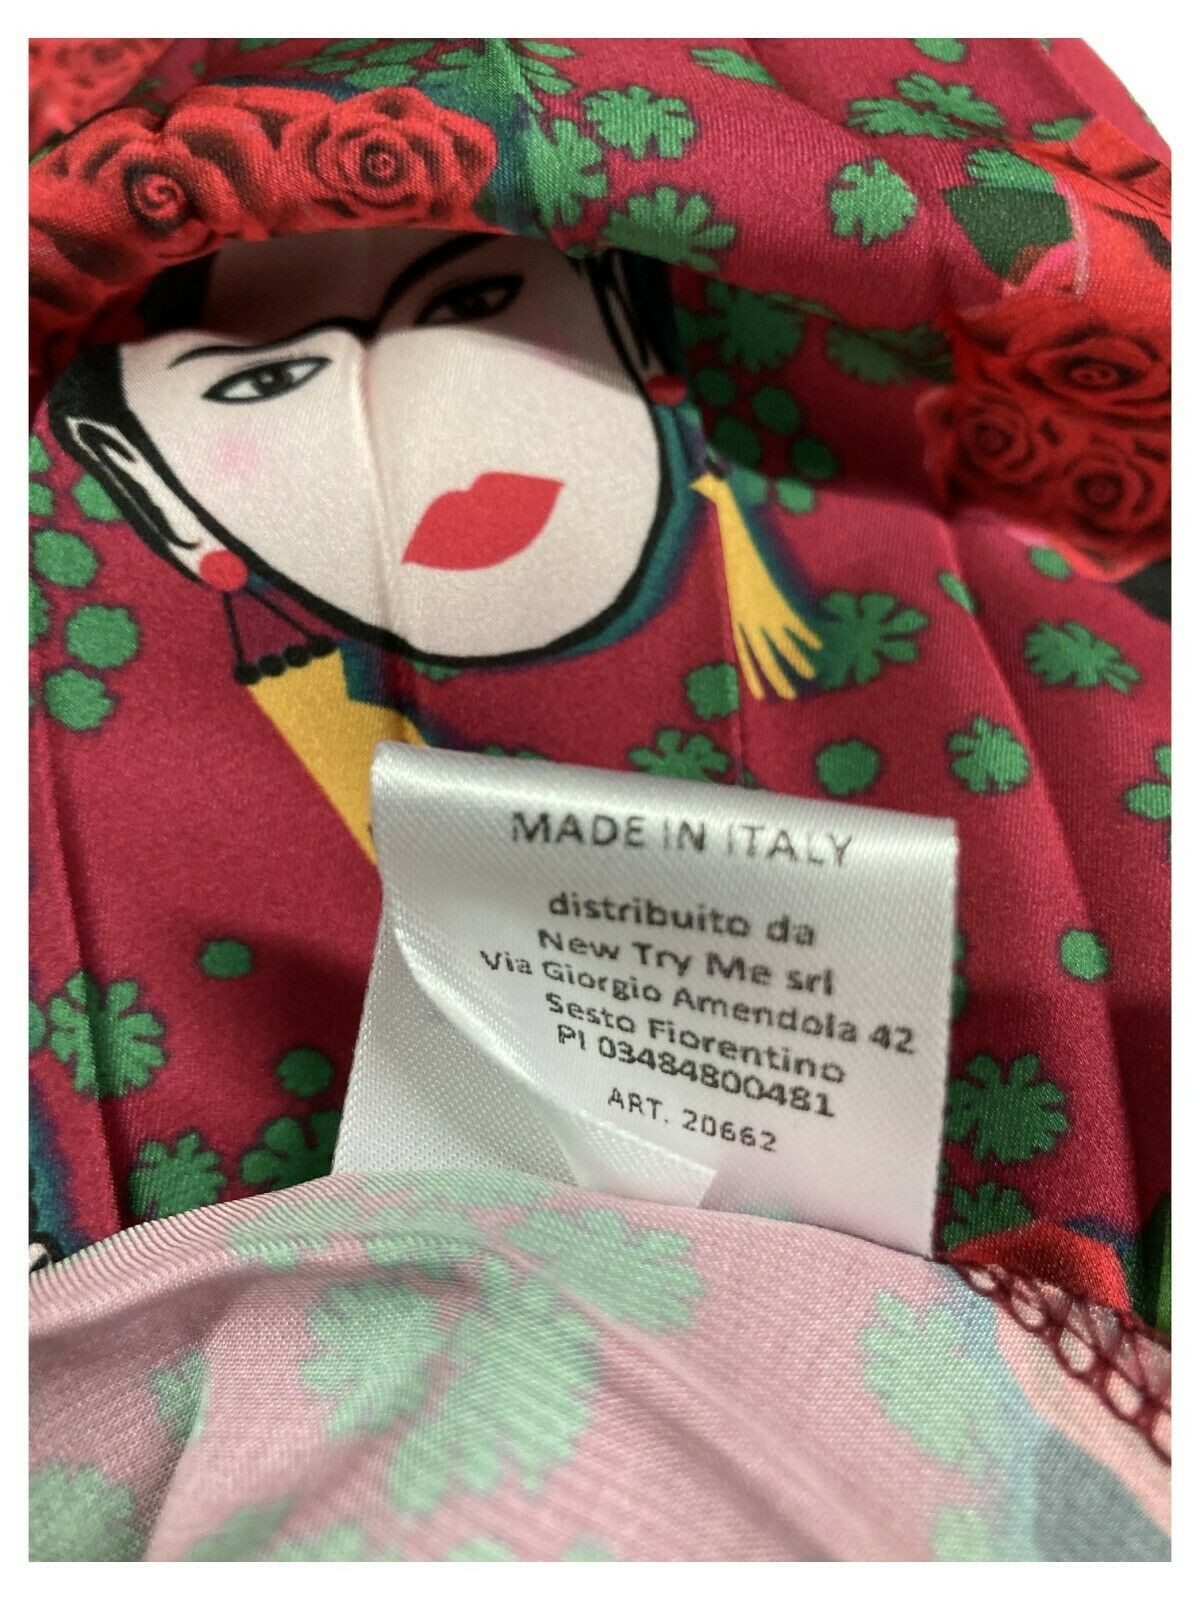 MADE IN ITALY
distribuito da
New Try Me srl
Via Giorgio Amendola 42
Sesto Fiorentino
PI 03484800481
ART. 20662